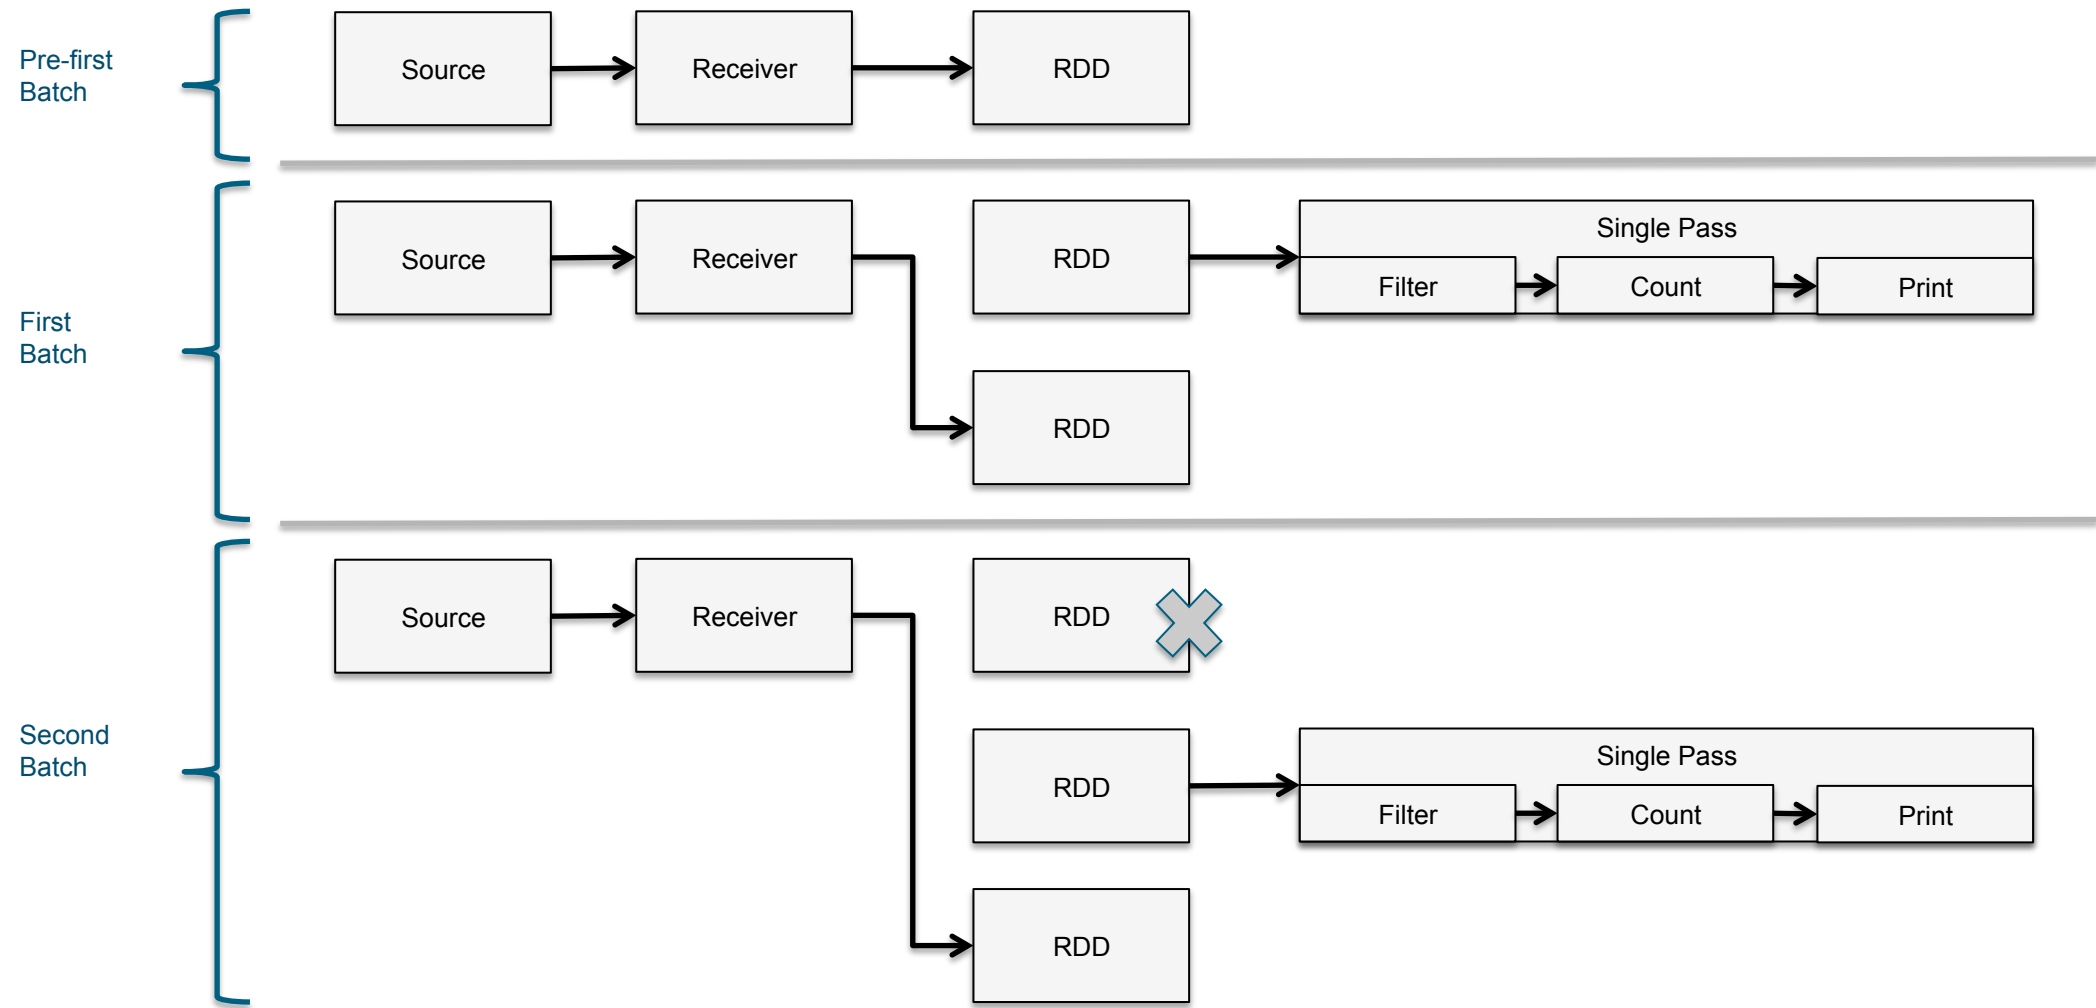 Pre-first
Batch
Source
Receiver
RDD
First
Batch
Source
Receiver
RDD
Single Pass
Filter
Count
Print
RDD
Second
Batch
Source
Receiver
RDD
RDD
Single Pass
Filter
Count
Print
RDD